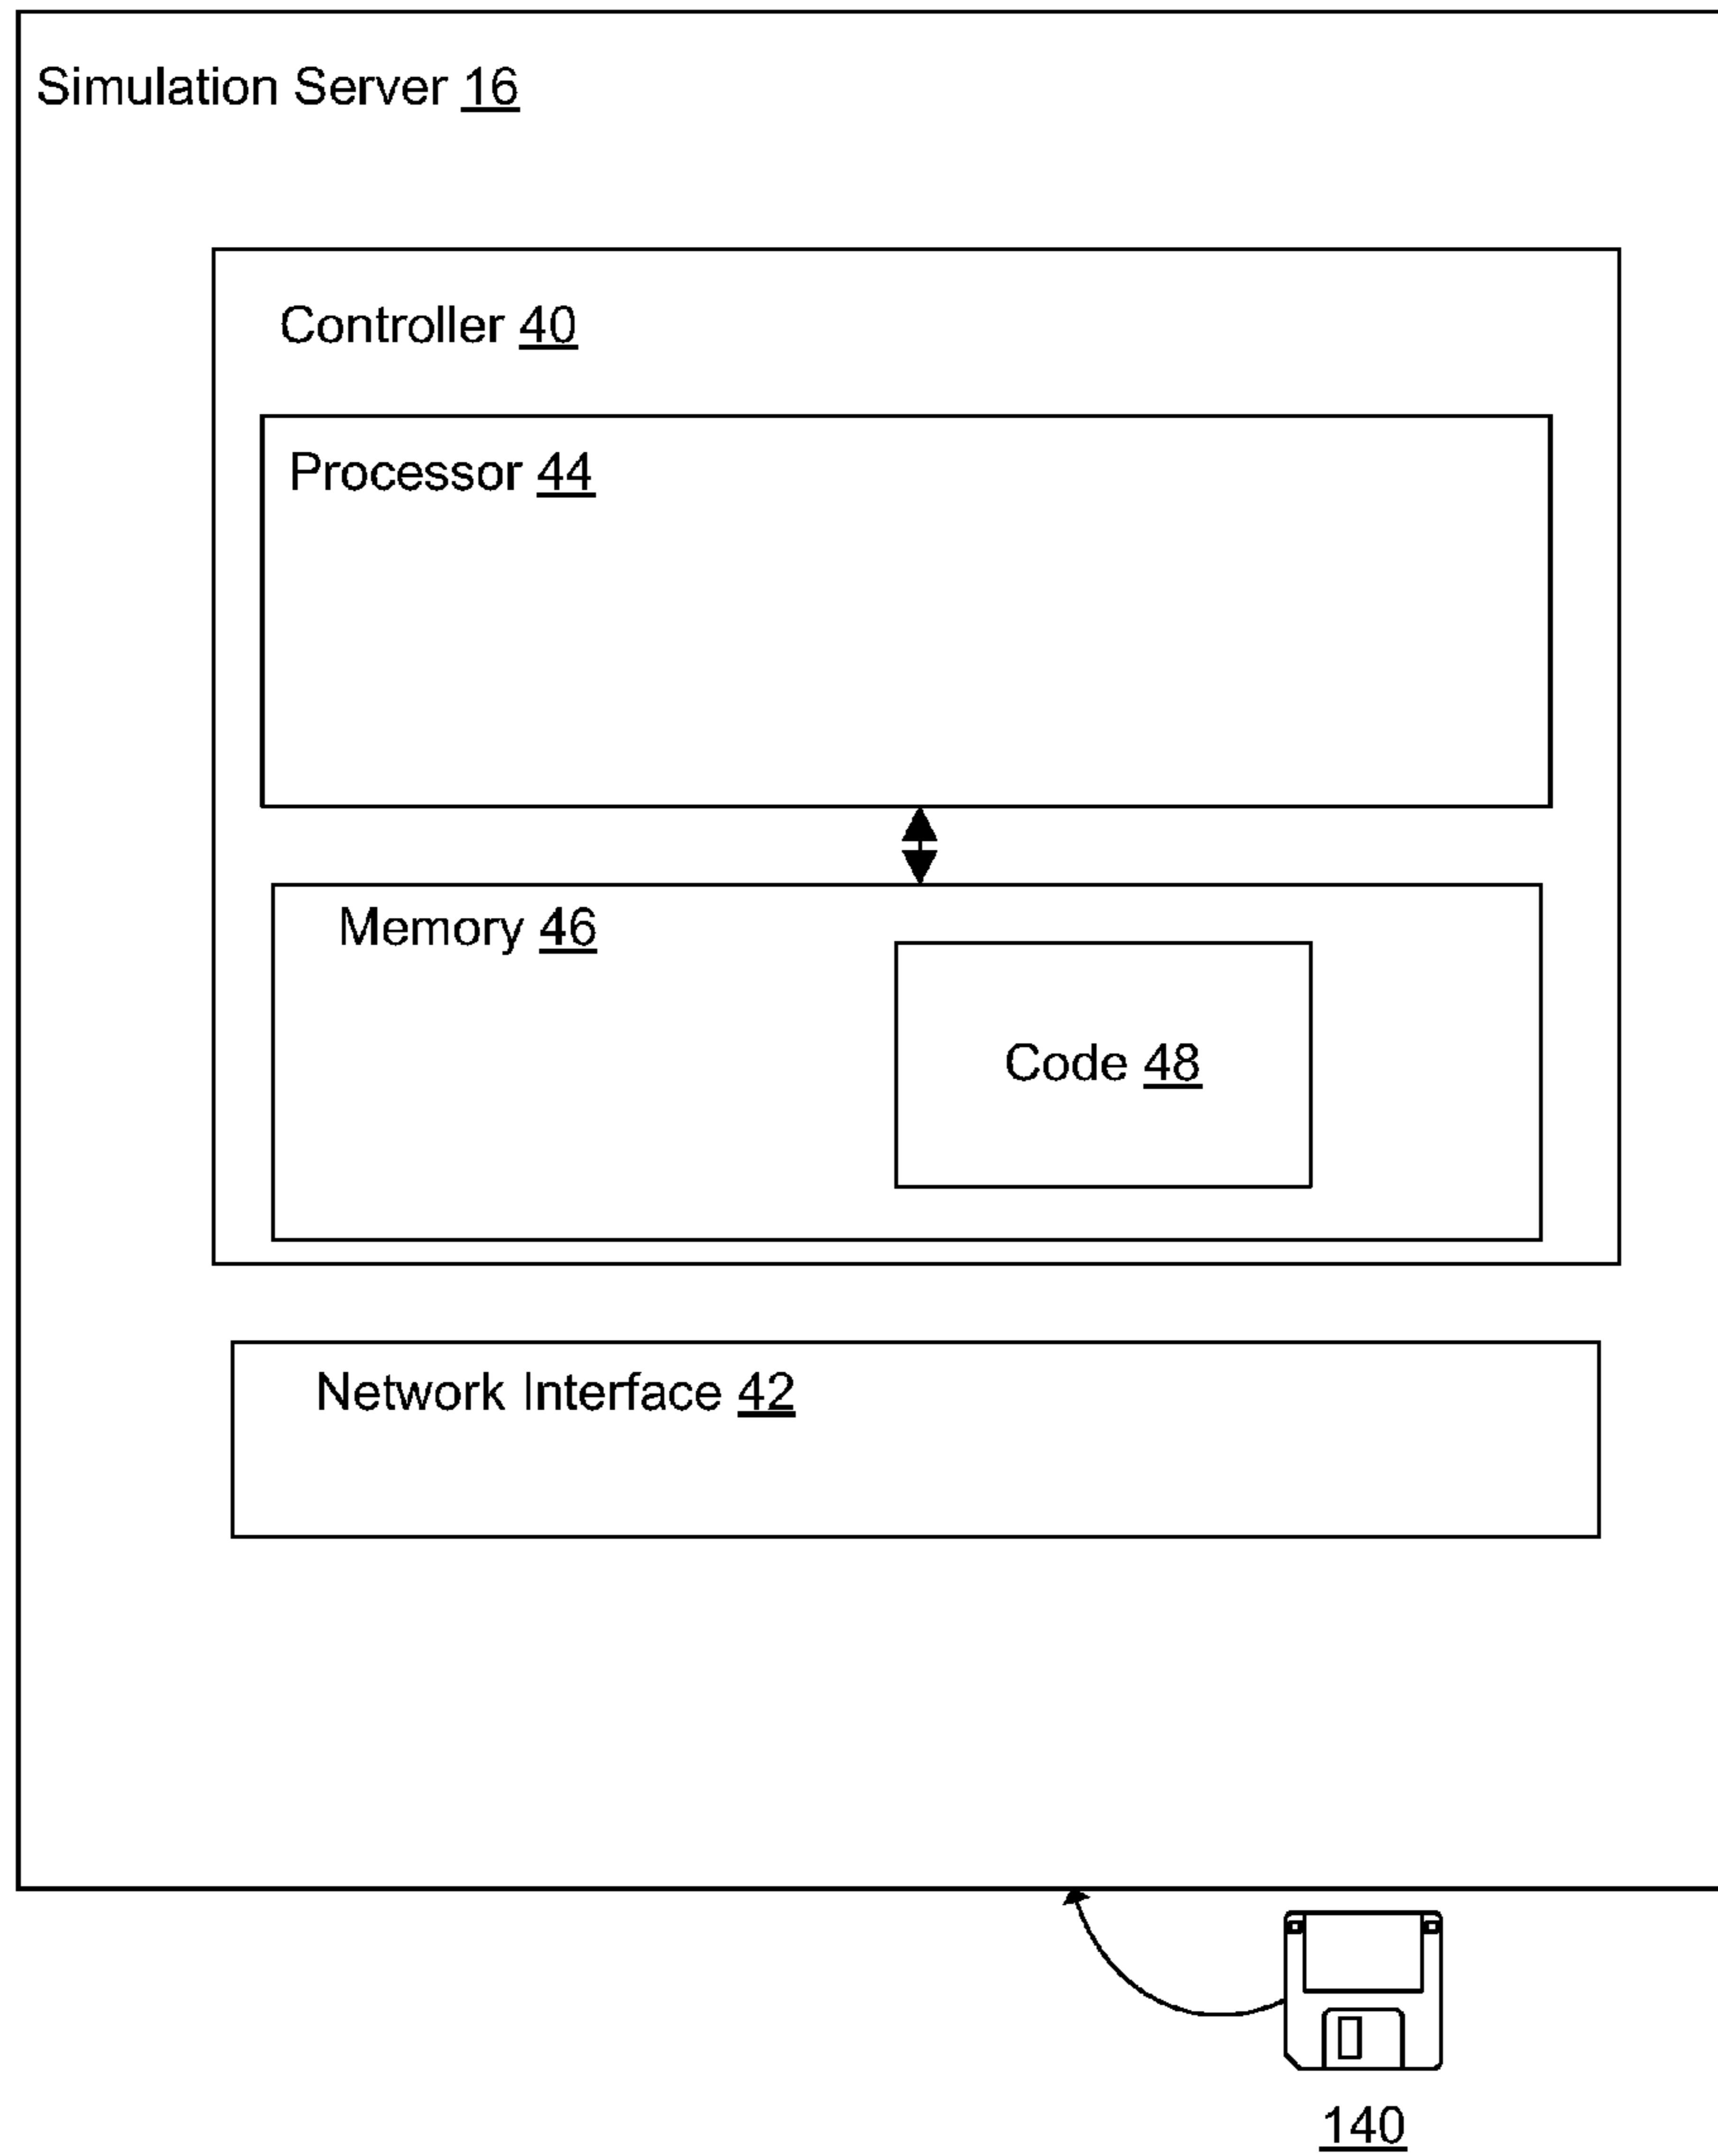 Simulation Server 16
Controller 40
Processor 44
Memory 46
Code 48
Network Interface 42
140